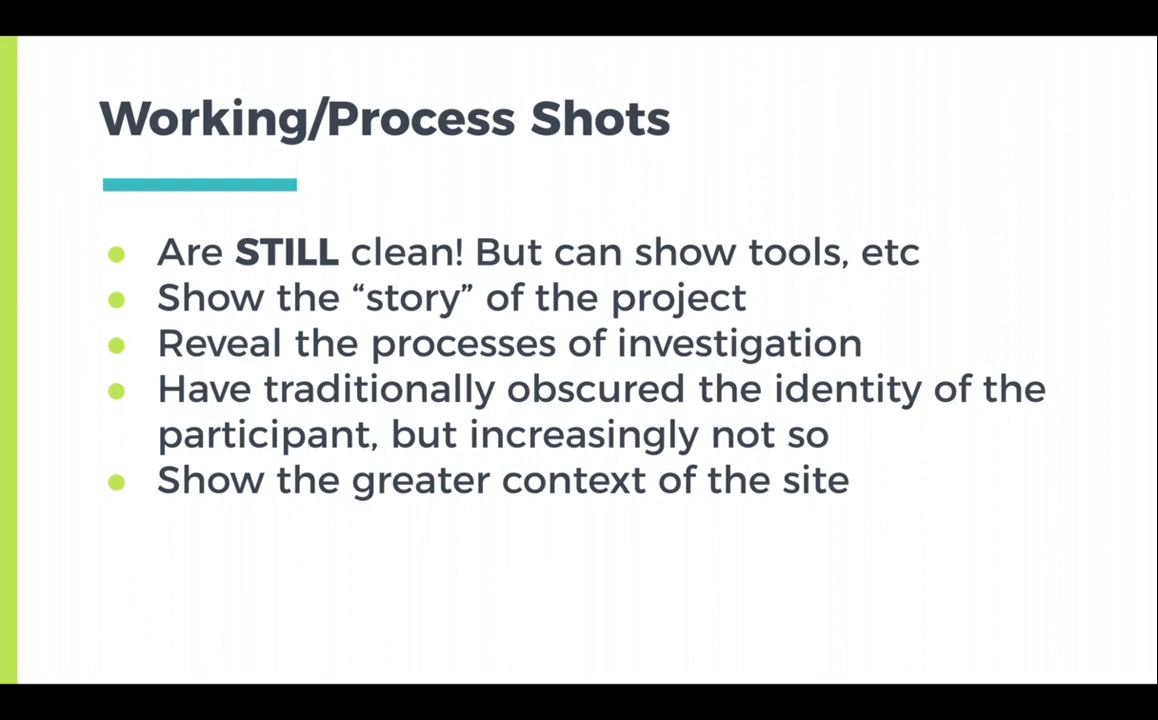 Working/Process Shots
Are STILL clean! But can show tools, etc
Show the “story” of the project
Reveal the processes of investigation
Have traditionally obscured the identity of the
participant, but increasingly not so
Show the greater context of the site